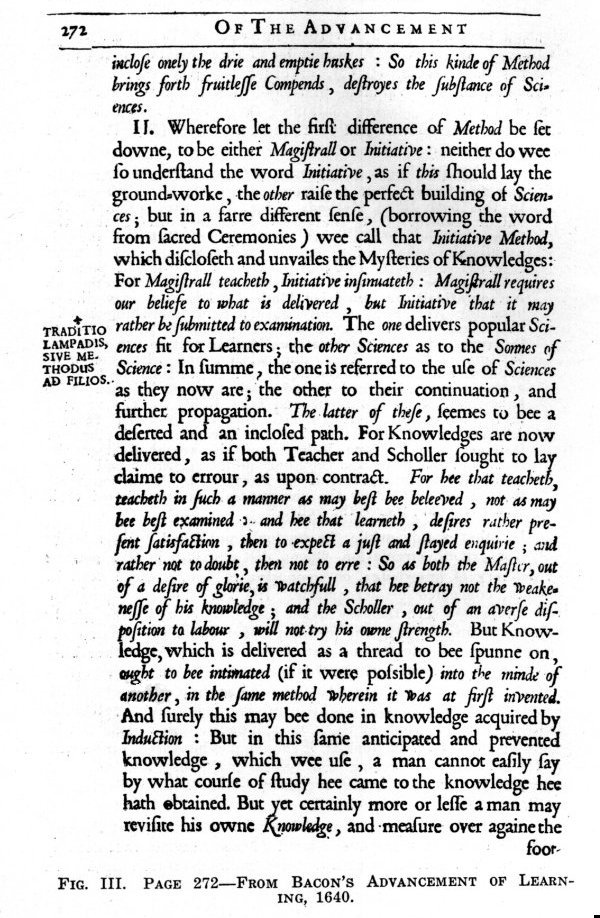 272 OF THE ADVANCEMENT
inclose onely the drie and emptie huskes : So this kinde of Method
brings forth fruitlesse Compends, destroyes the substance of Sci-
ences.
II. Wherefore let the first difference of Method be set
downe, to be either Magistrall or Initiative : neither do wee
so understand the word Initiative, as if this should lay the
ground-worke, the other raise the perfect building of Scien-
ces; but in a farre different sense, (borrowing the word
from sacred Ceremonies) wee call that Initiative Method,
which discloseth and unvailes the Mysteries of Knowledges:
For Magistrall teacheth, Initiative insinuateth : Magistrall requires
our beliefe to what is delivered, but Initiative that it may
rather be submitted to examination. The one delivers popular Sci-
ences fit for Learners; the other Sciences as to the Sonnes of
Science : In summe, the one is referred to the use of Sciences
as they now are; the other to their continuation, and
further propagation. The latter of these, seemes to bee a
deserted and an inclosed path. For Knowledges are now
delivered, as if both Teacher and Scholler sought to lay
claime to errour, as upon contract. For hee that teacheth,
teacheth in such a manner as may best bee beleeved, not as may
bee best examined : and hee that learneth, desires rather pre-
sent satisfaction, then to expect a just and stayed enquirie; and
rather not to doubt, then not to erre : So as both the Master, out
of a desire of glorie, is watchfull, that hee betray not the weake-
nesse of his knowledge; and the Scholler, out of an averse dis-
position to labour, will not try his owne strength. But Know-
ledge, which is delivered as a thread to bee spunne on,
ought to bee intimated (if it were possible) into the minde of
another, in the same method wherein it was at first invented.
And surely this may bee done in knowledge acquired by
Induction : But in this same anticipated and prevented
knowledge, which wee use, a man cannot easily say
by what course of study hee came to the knowledge hee
hath obtained. But yet certainly more or lesse a man may
revisite his owne Knowledge, and measure over againe the
foot-
TRADITIO
LAMPADIS,
SIVE ME-
THODUS
AD FILIOS.
FIG. III. PAGE 272—FROM BACON'S ADVANCEMENT OF LEARN-
ING, 1640.